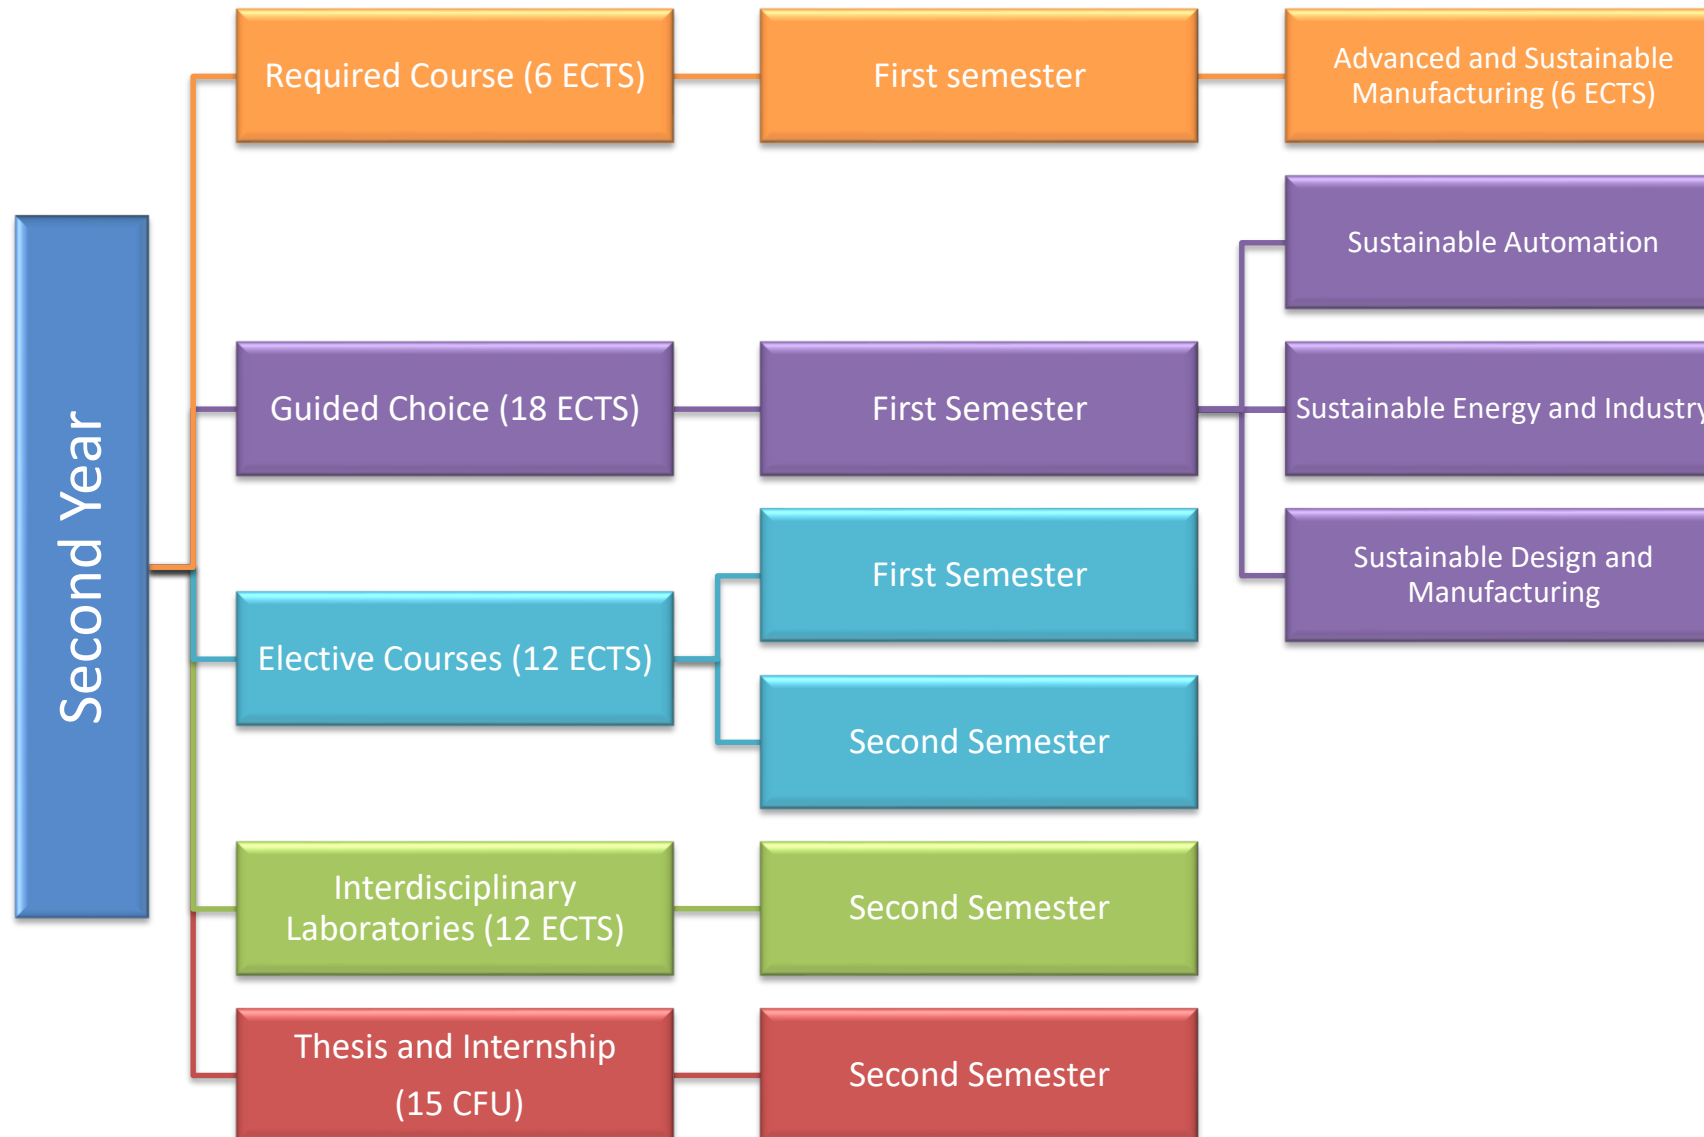 Second Year
Required Course (6 ECTS)
First semester
Advanced and Sustainable
Manufacturing (6 ECTS)
Guided Choice (18 ECTS)
First Semester
Sustainable Automation
Sustainable Energy and Industry
Sustainable Design and
Manufacturing
Elective Courses (12 ECTS)
First Semester
Second Semester
Interdisciplinary
Laboratories (12 ECTS)
Second Semester
Thesis and Internship
(15 CFU)
Second Semester